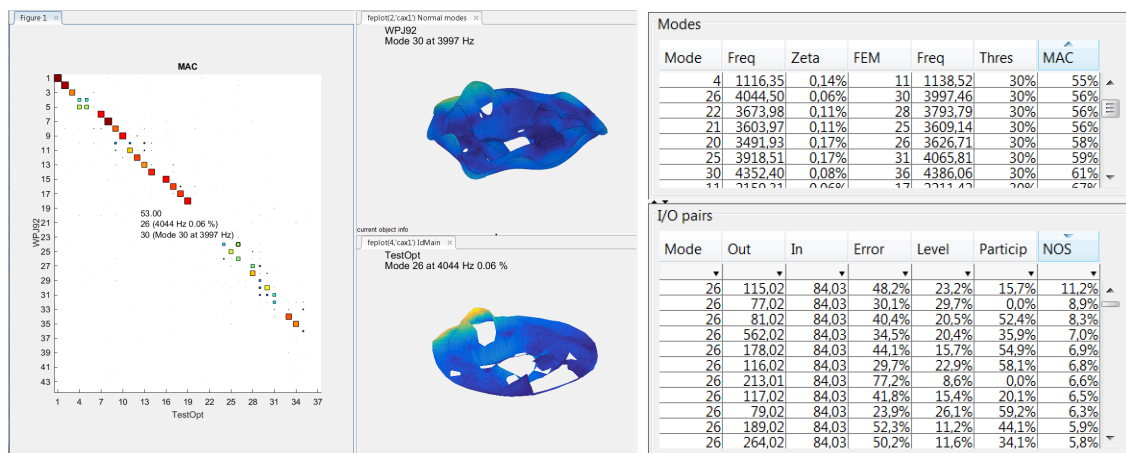 Figure 1
MAC
1
3
5
7
9
11
13
15
17
19
21
23
25
27
29
31
33
35
37
39
41
43
WPJ92
1 4 7 10 13 16 19 22 25 28 31 34 37
TestOpt
53.00
26 (4044 Hz 0.06 %)
30 (Mode 30 at 3997 Hz)
feplot(2,'cax1') Normal modes
WPJ92
Mode 30 at 3997 Hz
current object info
feplot(4,'cax1') IdMain
TestOpt
Mode 26 at 4044 Hz 0.06 %
Modes
Mode Freq Zeta FEM Freq Thres MAC
4 1116,35 0,14% 11 1138,52 30% 55%
26 4044,50 0,06% 30 3997,46 30% 56%
22 3673,98 0,11% 28 3793,79 30% 56%
21 3603,97 0,11% 25 3609,14 30% 56%
20 3491,93 0,17% 26 3626,71 30% 58%
25 3918,51 0,17% 31 4065,81 30% 59%
30 4352,40 0,08% 36 4386,06 30% 61%
11 2159,31 0,06% 17 2211,42 30% 67%
I/O pairs
Mode Out In Error Level Particip NOS
26 115,02 84,03 48,2% 23,2% 15,7% 11,2%
26 77,02 84,03 30,1% 29,7% 0.0% 8,9%
26 81,02 84,03 40,4% 20,5% 52,4% 8,3%
26 562,02 84,03 34,5% 20,4% 35,9% 7,0%
26 178,02 84,03 44,1% 15,7% 54,9% 6,9%
26 116,02 84,03 29,7% 22,9% 58,1% 6,8%
26 213,01 84,03 77,2% 8,6% 0,0% 6,6%
26 117,02 84,03 41,8% 15,4% 20,1% 6,5%
26 79,02 84,03 23,9% 26,1% 59,2% 6,3%
26 189,02 84,03 52,3% 11,2% 44,1% 5,9%
26 264,02 84,03 50,2% 11,6% 34,1% 5,8%